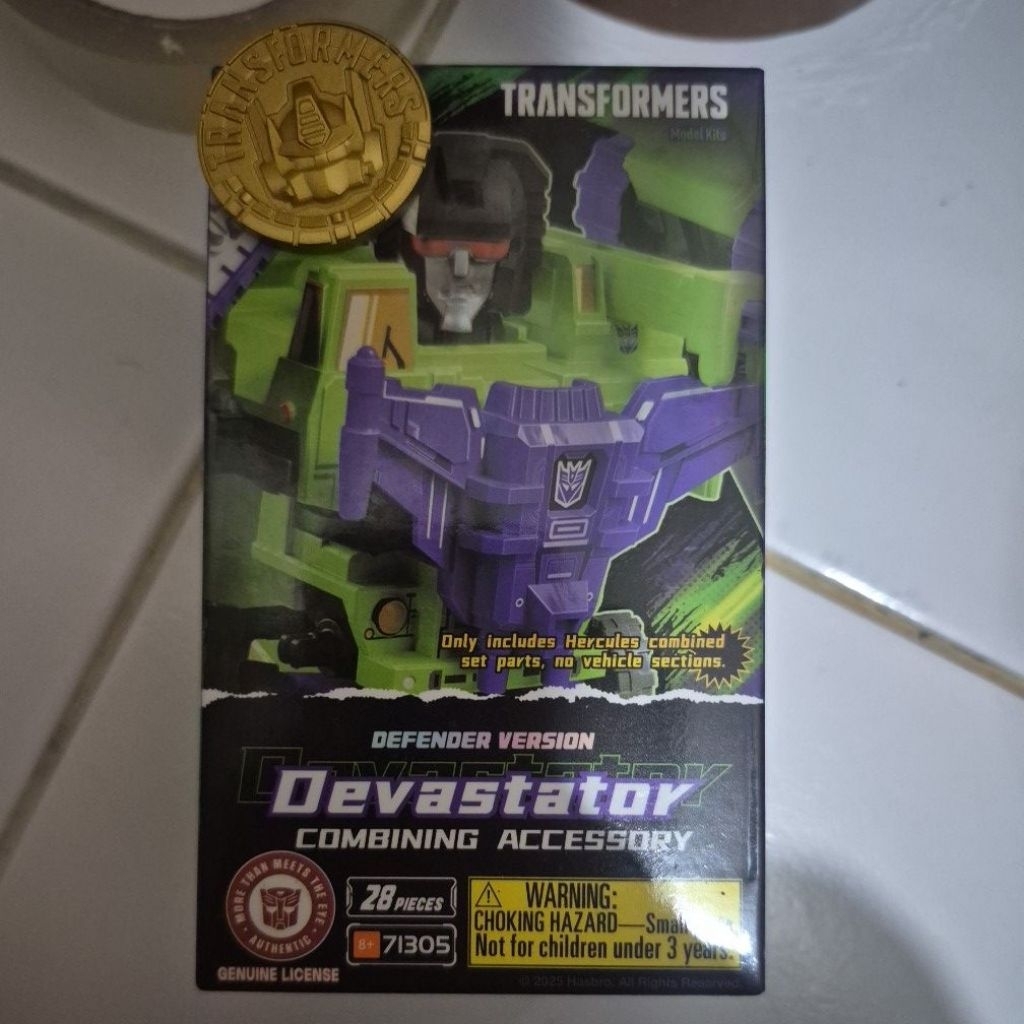 TRANSFORMERS
TRANSFORMERS
Model Kits
Only includes Hercules combined
set parts, no vehicle sections.
DEFENDER VERSION
Devastator
COMBINING ACCESSORY
MORE THAN MEETS THE EYE
• AUTHENTIC •
GENUINE LICENSE
28 PIECES
8+ 71305
WARNING:
CHOKING HAZARD—Small
Not for children under 3 years.
© 2025 Hasbro. All Rights Reserved.